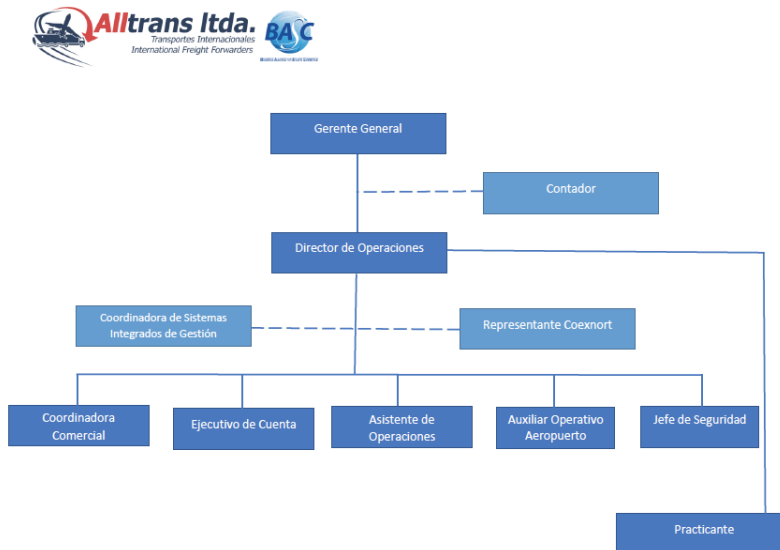 Alltrans ltda.
Transportes Internacionales
International Freight Forwarders
BASC
Gerente General
Contador
Director de Operaciones
Coordinadora de Sistemas
Integrados de Gestión
Representante Coexnort
Coordinadora
Comercial
Ejecutivo de Cuenta
Asistente de
Operaciones
Auxiliar Operativo
Aeropuerto
Jefe de Seguridad
Practicante